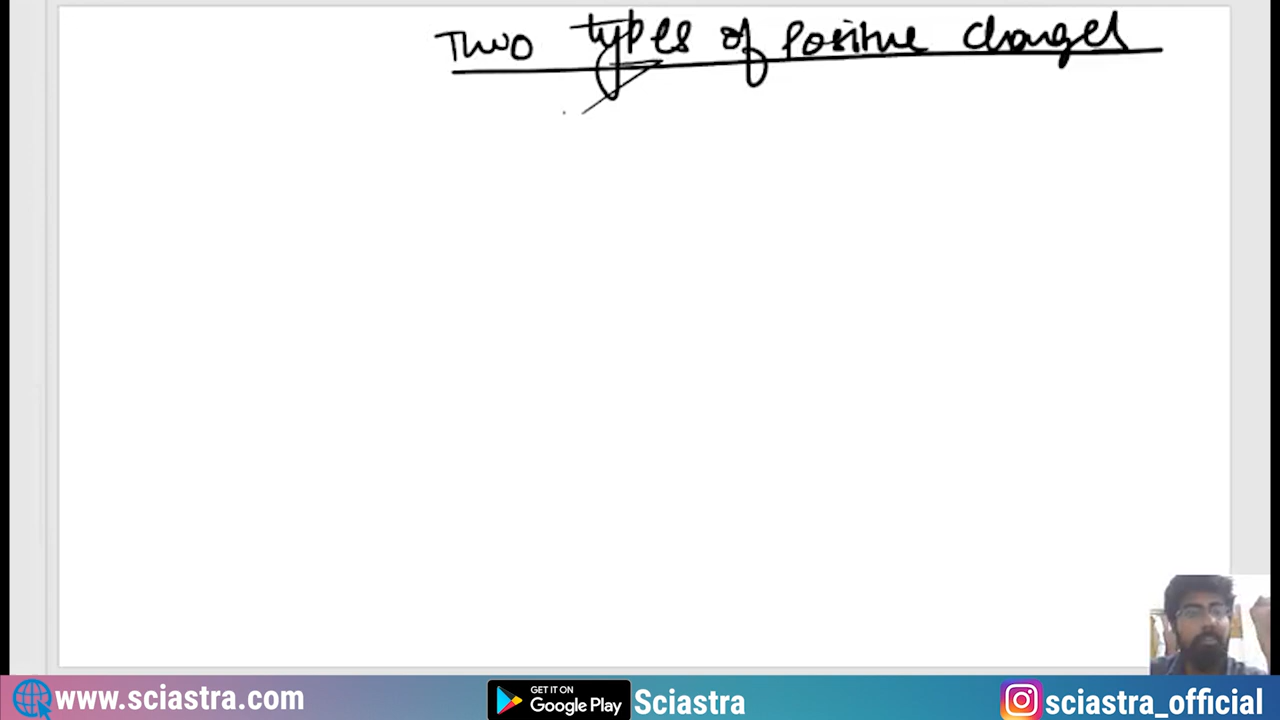 Two types of Positive Charges
www.sciastra.com
GET IT ON
Google Play
Sciastra
sciastra_official